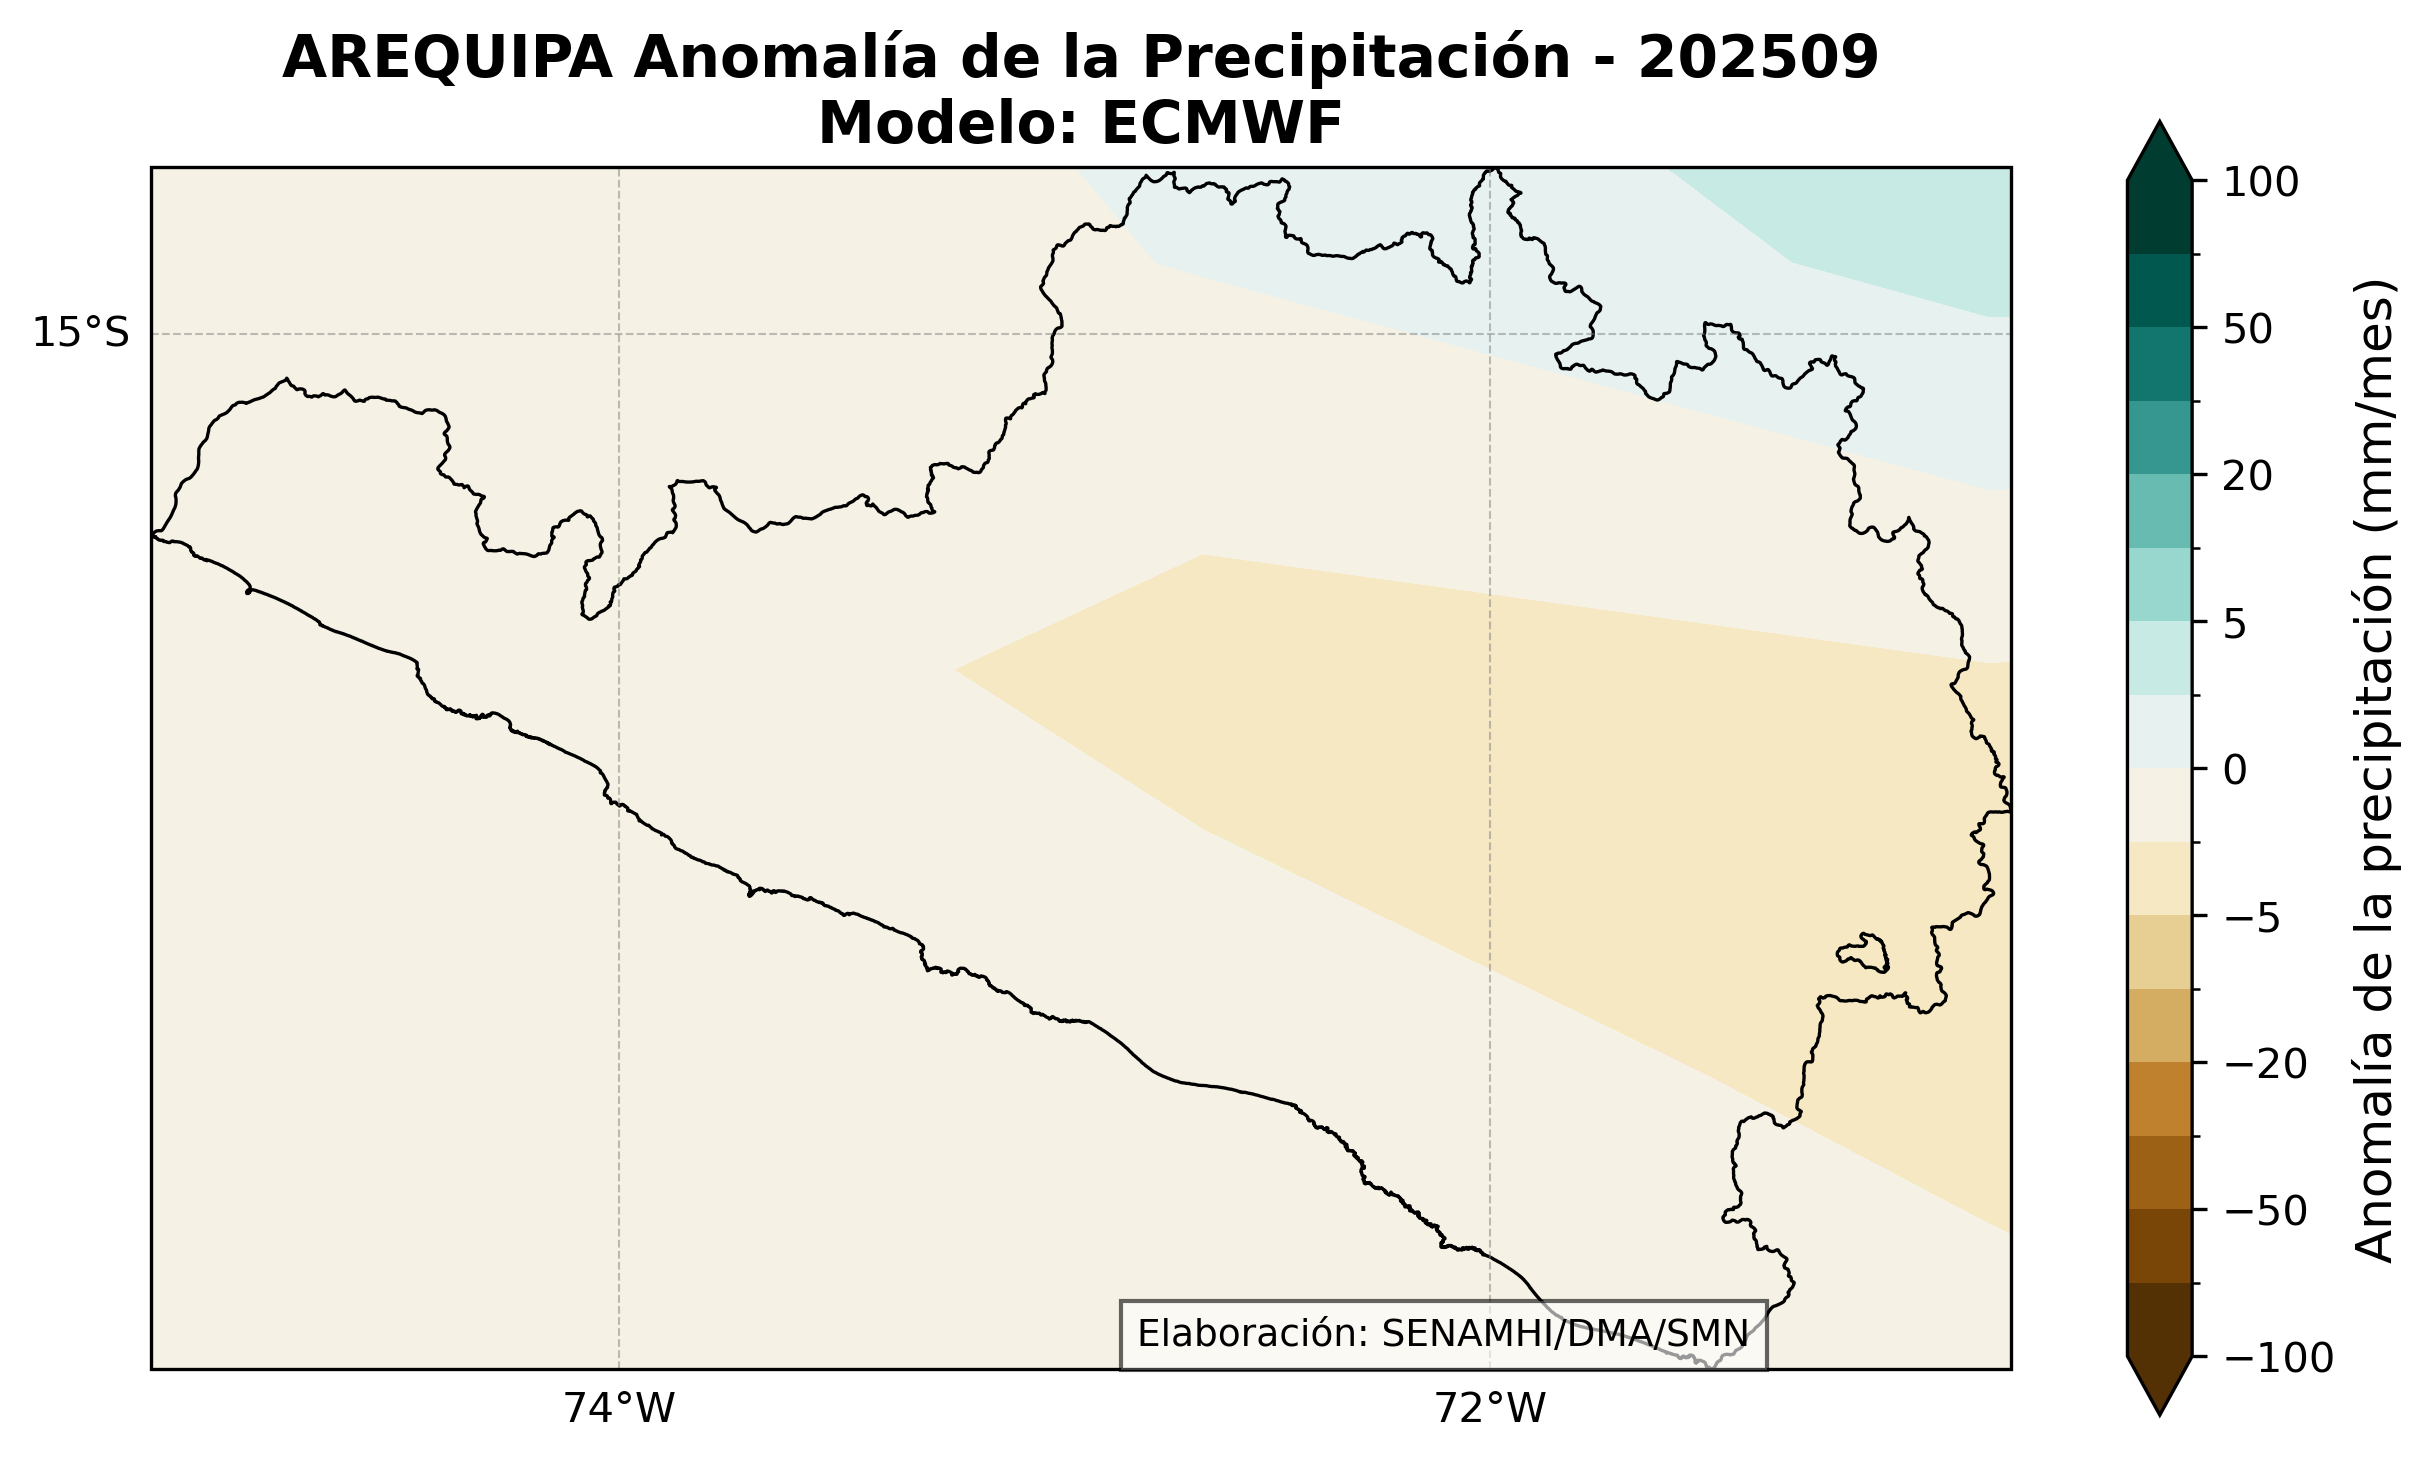 AREQUIPA Anomalía de la Precipitación - 202509
Modelo: ECMWF
15°S
74°W
72°W
Elaboración: SENAMHI/DMA/SMN
100
50
20
5
0
−5
−20
−50
−100
Anomalía de la precipitación (mm/mes)